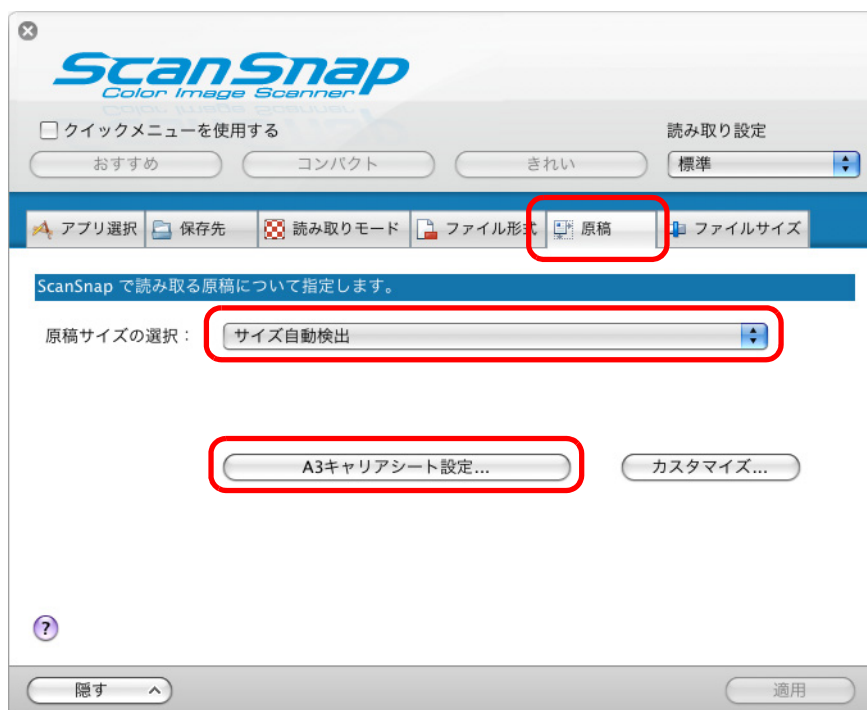 ScanSnap
Color Image Scanner
クイックメニューを使用する
読み取り設定
おすすめ
コンパクト
きれい
標準
アプリ選択
保存先
読み取りモード
ファイル形式
原稿
ファイルサイズ
ScanSnap で読み取る原稿について指定します。
原稿サイズの選択：
サイズ自動検出
A3キャリアシート設定...
カスタマイズ...
?
隠す
適用